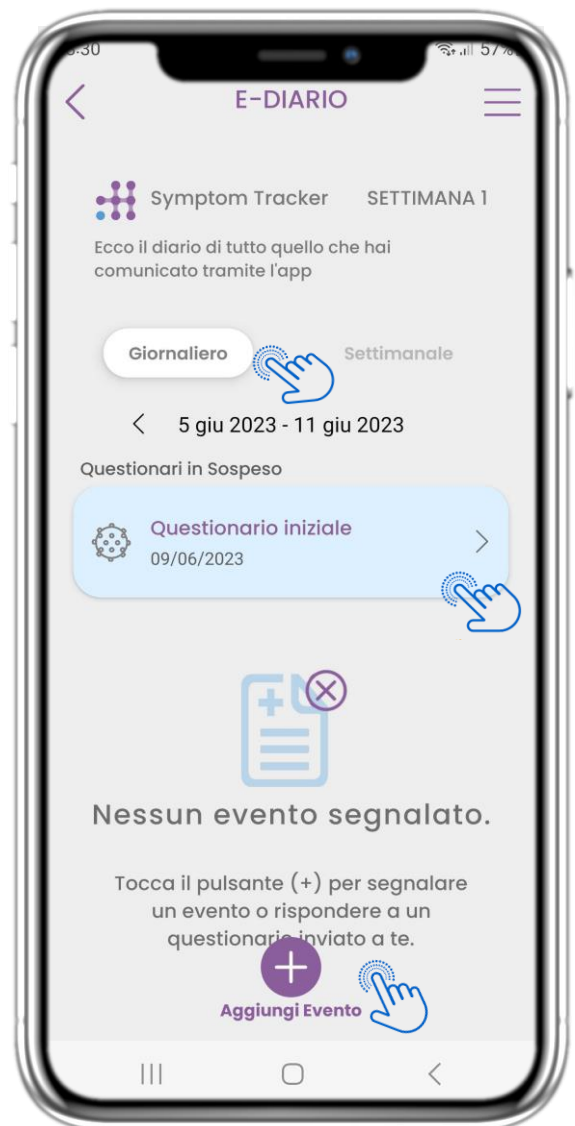 E-DIARIO
Symptom Tracker SETTIMANA 1
Ecco il diario di tutto quello che hai
comunicato tramite l'app
Giornaliero Settimanale
5 giu 2023 - 11 giu 2023
Questionari in Sospeso
Questionario iniziale
09/06/2023
Nessun evento segnalato.
Tocca il pulsante (+) per segnalare
un evento o rispondere a un
questionario inviato a te.
Aggiungi Evento